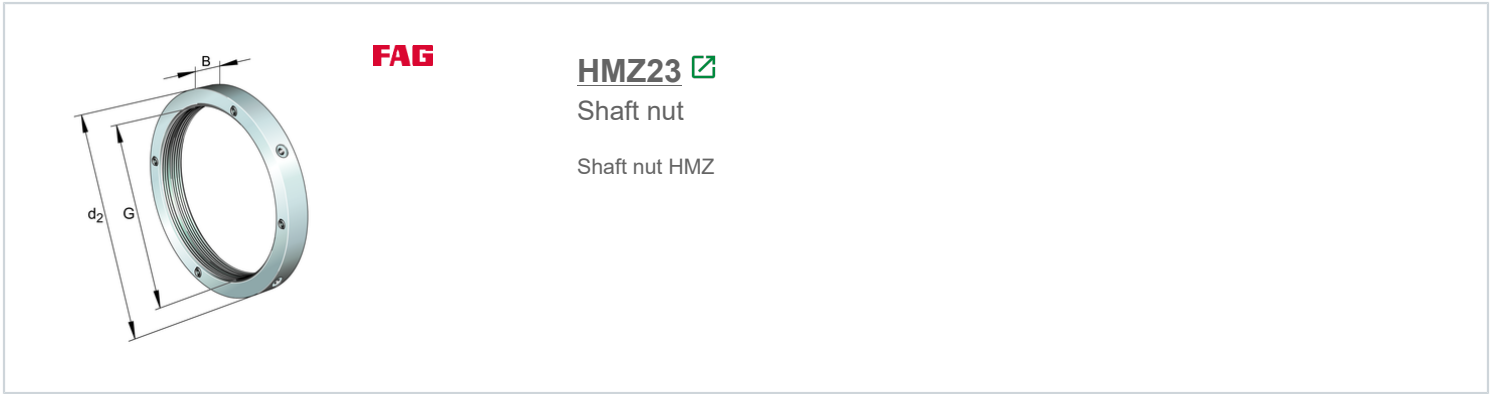 B
d2
G
FAG
HMZ23
Shaft nut
Shaft nut HMZ